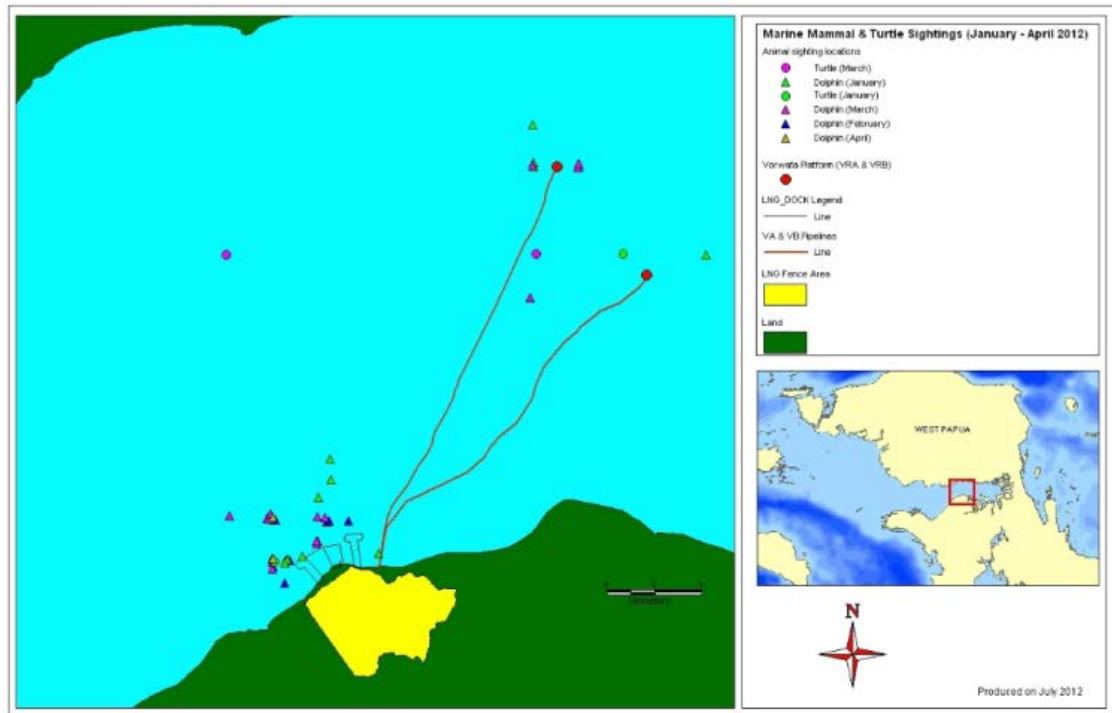 Marine Mammal & Turtle Sightings (January - April 2012)
Animal sighting locations
Turtle (March)
Dolphin (January)
Turtle (January)
Dolphin (March)
Dolphin (February)
Dolphin (April)
Vorwata Platform (VRA & VRB)
LNG_DOCK Legend
Line
VA & VB Pipelines
Line
LNG Fence Area
Land
WEST PAPUA
N
Produced on July 2012